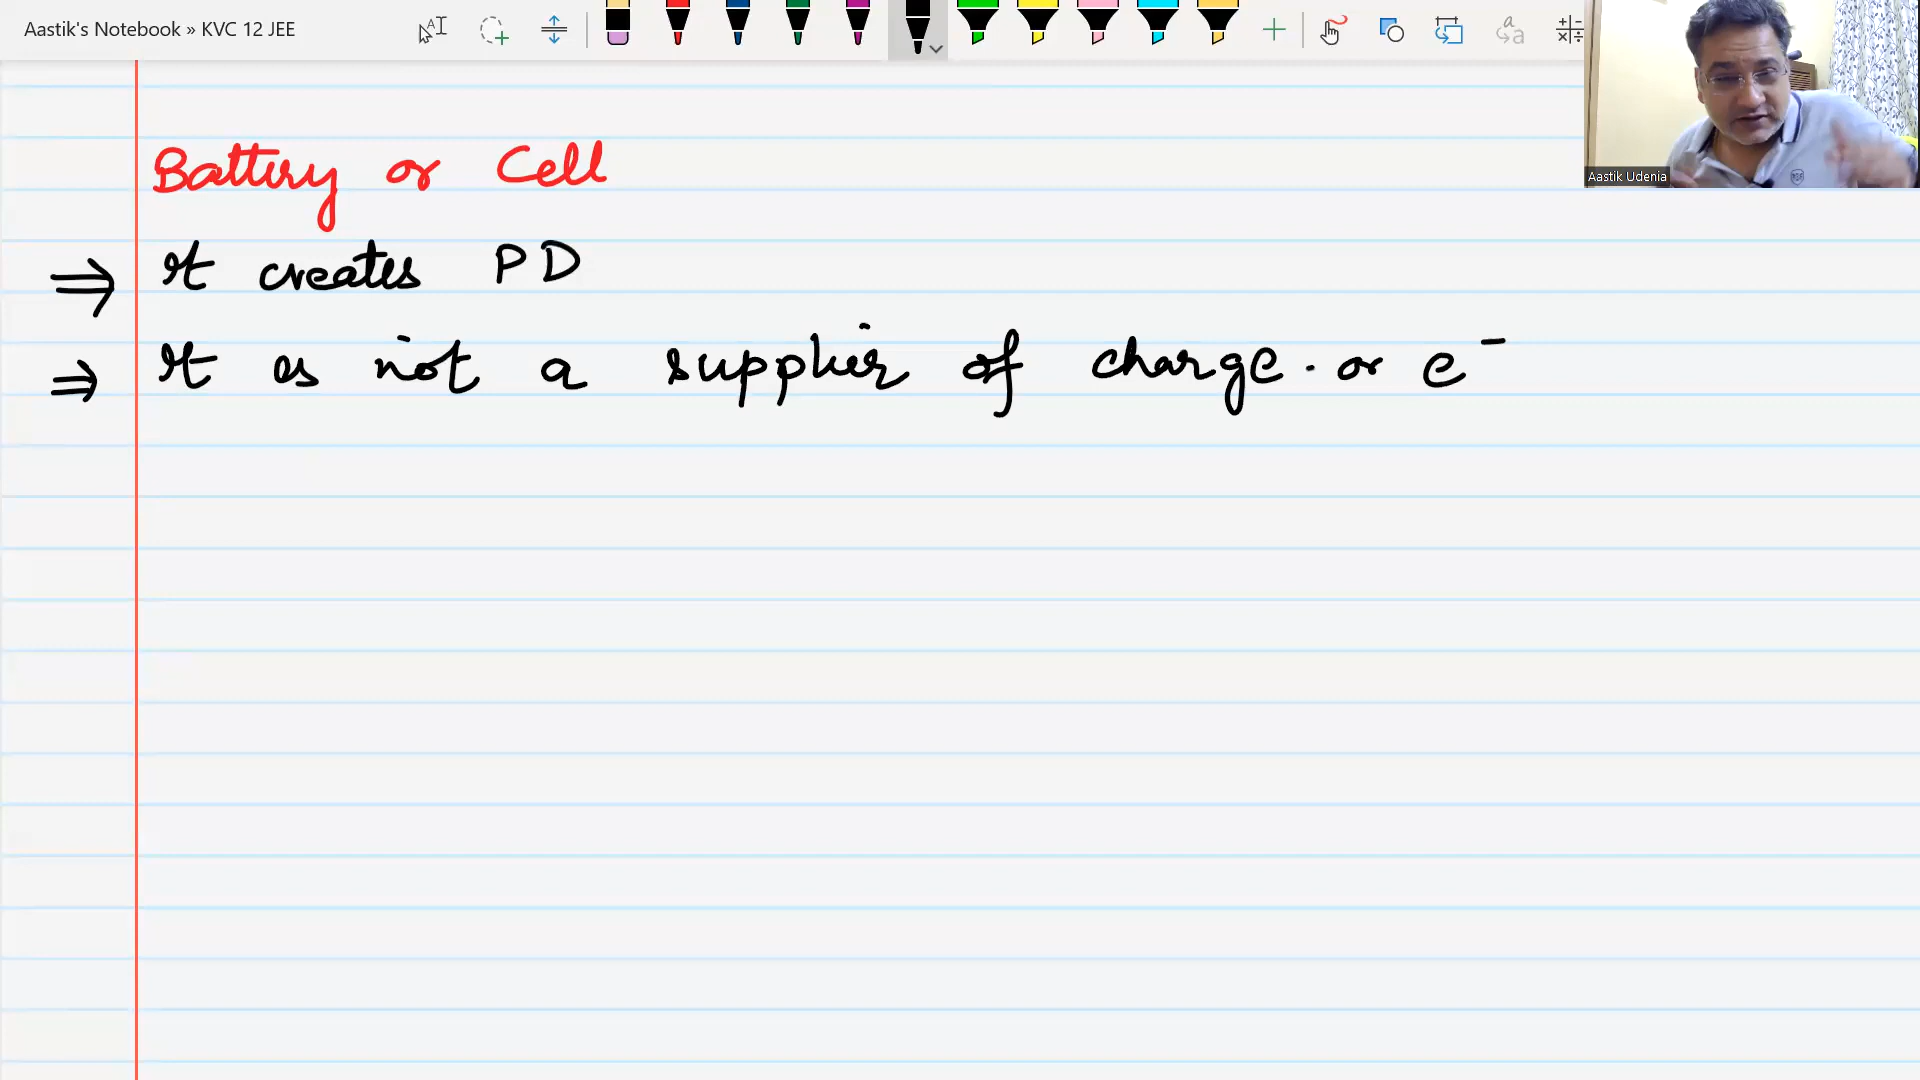 Aastik's Notebook » KVC 12 JEE
Aastik Udenia
Battery or Cell
⇒ It creates PD
⇒ It is not a supplier of charge. or e⁻